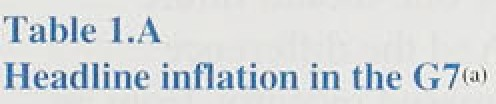 Table 1.A
Headline inflation in the G7(a)